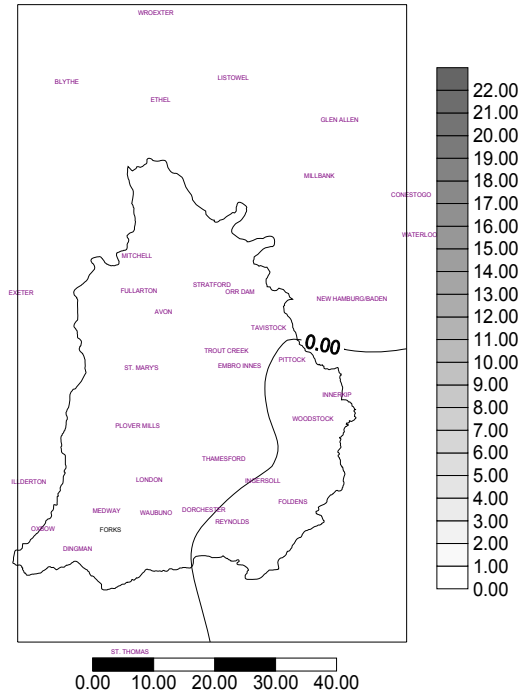 WROEXTER
BLYTHE
LISTOWEL
ETHEL
GLEN ALLEN
MILLBANK
CONESTOGO
WATERLOO
MITCHELL
EXETER
FULLARTON
STRATFORD
ORR DAM
NEW HAMBURG/BADEN
AVON
TAVISTOCK
0.00
TROUT CREEK
PITTOCK
ST. MARY'S
EMBRO INNES
INNERKIP
WOODSTOCK
PLOVER MILLS
THAMESFORD
ILLDERTON
LONDON
INGERSOLL
FOLDENS
MEDWAY
WAUBUNO
DORCHESTER
REYNOLDS
OXBOW
FORKS
DINGMAN
ST. THOMAS
0.00 10.00 20.00 30.00 40.00
22.00
21.00
20.00
19.00
18.00
17.00
16.00
15.00
14.00
13.00
12.00
11.00
10.00
9.00
8.00
7.00
6.00
5.00
4.00
3.00
2.00
1.00
0.00